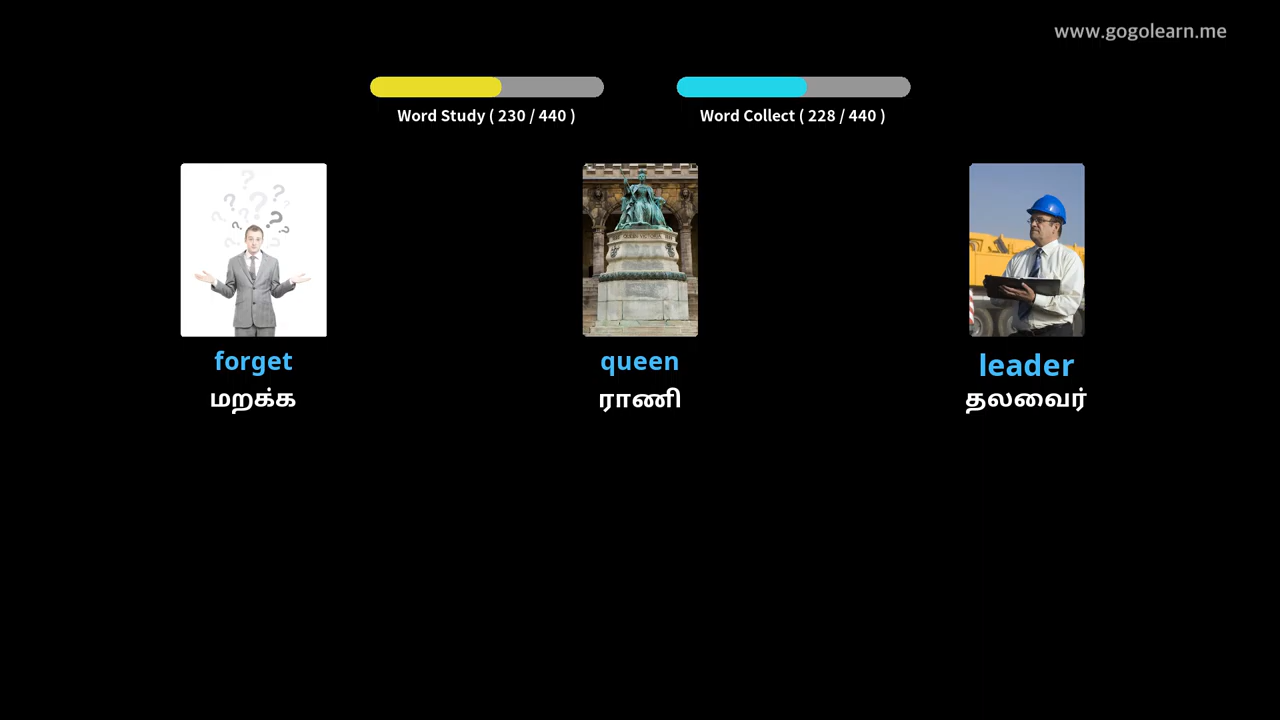 www.gogolearn.me
Word Study ( 230 / 440 )
Word Collect ( 228 / 440 )
forget
queen
leader
மறக்க
ராணி
தலைவர்